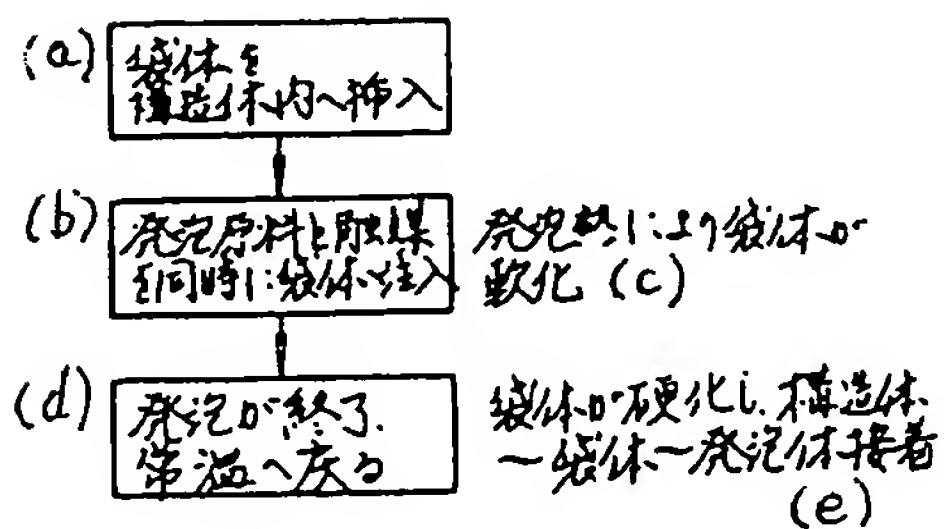 (a) 袋体を
構造体内へ挿入
(b) 発泡原料と触媒
を同時に袋体へ注入
発泡熱により袋体が
軟化 (c)
(d) 発泡が終了、
常温へ戻る
袋体が硬化し、構造体
〜袋体〜発泡体接着
(e)